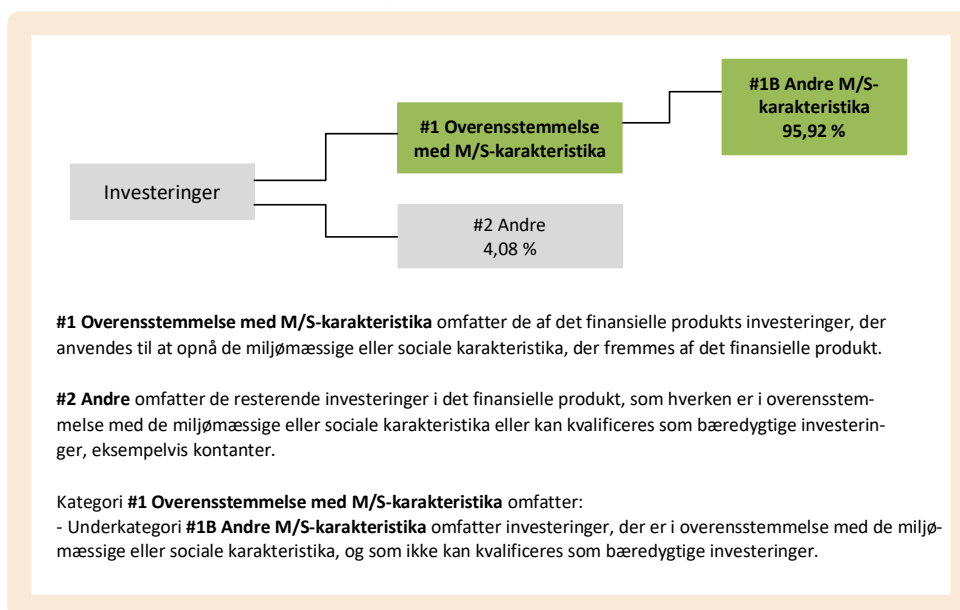 #1B Andre M/S-
karakteristika
95,92 %
#1 Overensstemmelse
med M/S-karakteristika
Investeringer
#2 Andre
4,08 %
#1 Overensstemmelse med M/S-karakteristika omfatter de af det finansielle produkts investeringer, der
anvendes til at opnå de miljømæssige eller sociale karakteristika, der fremmes af det finansielle produkt.
#2 Andre omfatter de resterende investeringer i det finansielle produkt, som hverken er i overensstem-
melse med de miljømæssige eller sociale karakteristika eller kan kvalificeres som bæredygtige investerin-
ger, eksempelvis kontanter.
Kategori #1 Overensstemmelse med M/S-karakteristika omfatter:
- Underkategori #1B Andre M/S-karakteristika omfatter investeringer, der er i overensstemmelse med de miljø-
mæssige eller sociale karakteristika, og som ikke kan kvalificeres som bæredygtige investeringer.